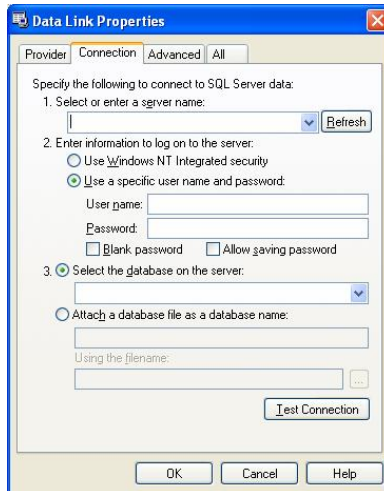 Data Link Properties
Provider Connection Advanced All
Specify the following to connect to SQL Server data:
1. Select or enter a server name:
Refresh
2. Enter information to log on to the server:
Use Windows NT Integrated security
Use a specific user name and password:
User name:
Password:
Blank password Allow saving password
3. Select the database on the server:
Attach a database file as a database name:
Using the filename:
...
Test Connection
OK Cancel Help